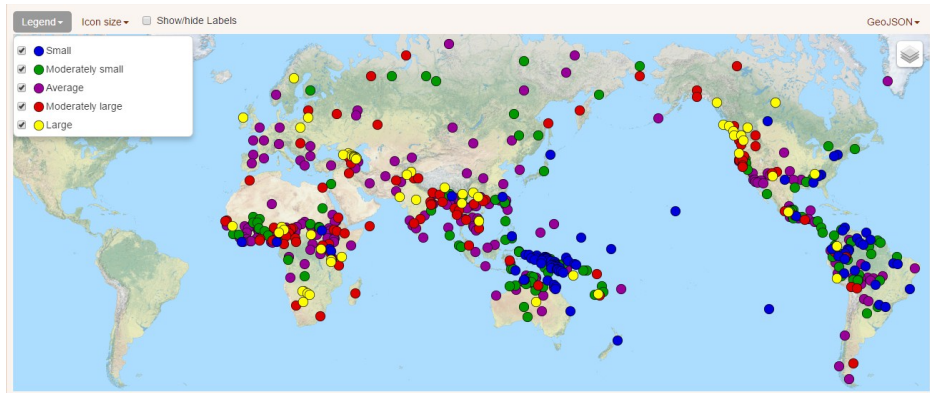 Legend Icon size Show/hide Labels GeoJSON
Small
Moderately small
Average
Moderately large
Large